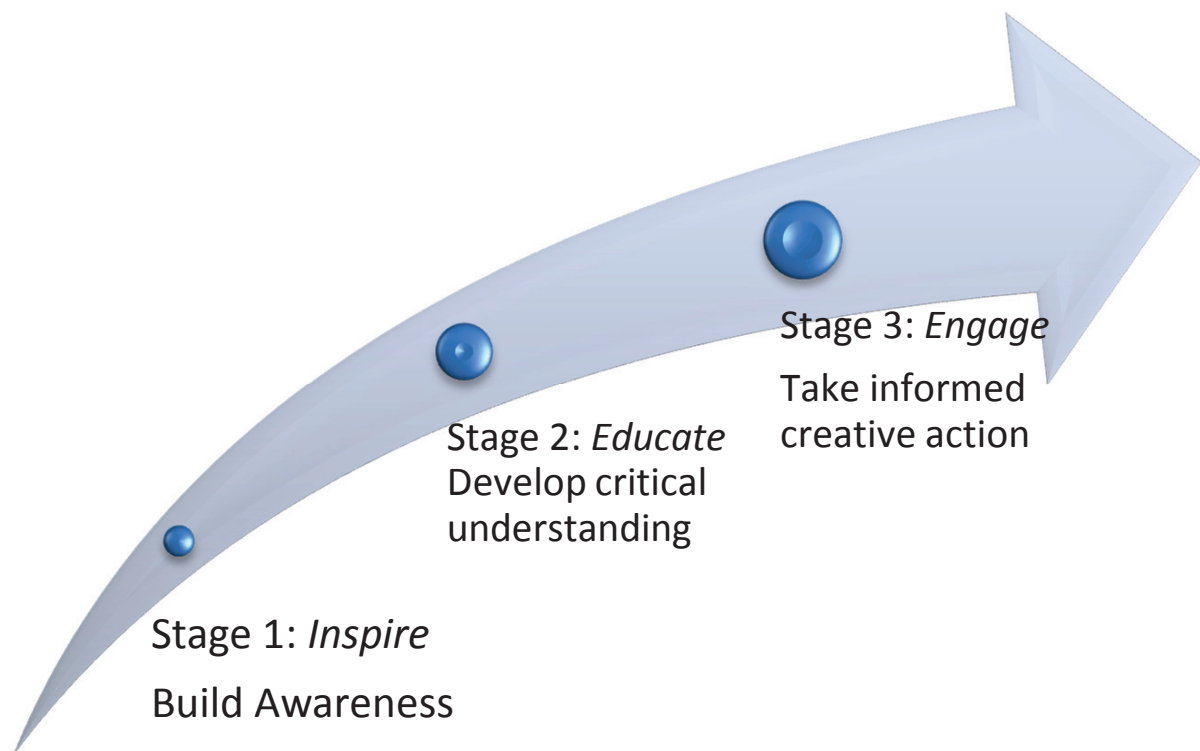 Stage 1: Inspire
Build Awareness
Stage 2: Educate
Develop critical
understanding
Stage 3: Engage
Take informed
creative action